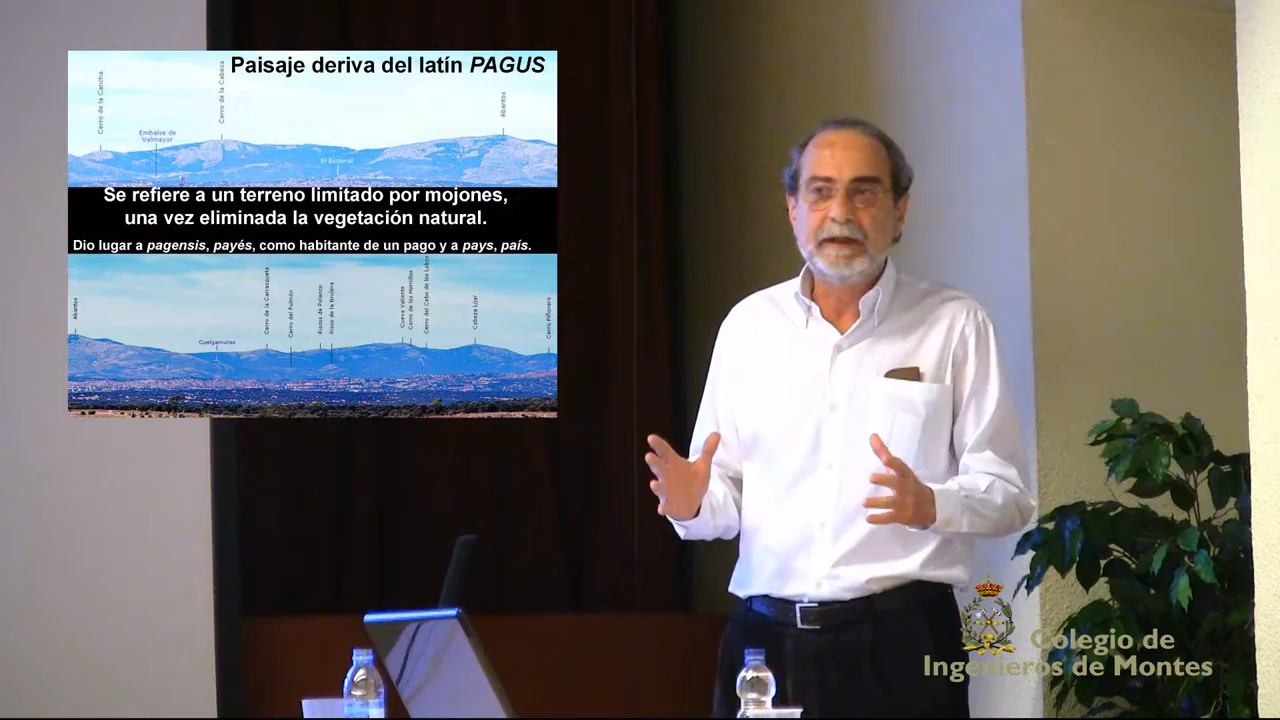 Paisaje deriva del latín PAGUS
Cerro de la Cancha
Cerro de la Cabeza
Abantos
Embalse de
Valmayor
El Escorial
Se refiere a un terreno limitado por mojones,
una vez eliminada la vegetación natural.
Dio lugar a pagensis, payés, como habitante de un pago y a pays, país.
Abantos
Cuelgamuros
Cerro de la Carrasqueta
Cerro del Pulmón
Riscos de Polanco
Risco de la Brujera
Cueva Valiente
Cerro de los Hornillos
Cerro del Cebo de los Lobos
Cabeza Lijar
Cerro Piñonero
Colegio de
Ingenieros de Montes